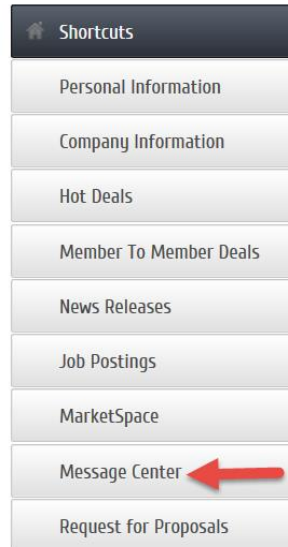 Shortcuts
Personal Information
Company Information
Hot Deals
Member To Member Deals
News Releases
Job Postings
MarketSpace
Message Center
Request for Proposals